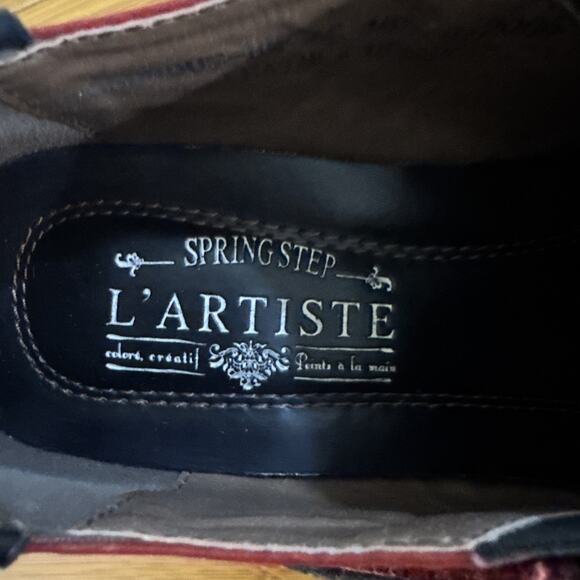 SPRING STEP
L'ARTISTE
coloré, créatif Peints à la main